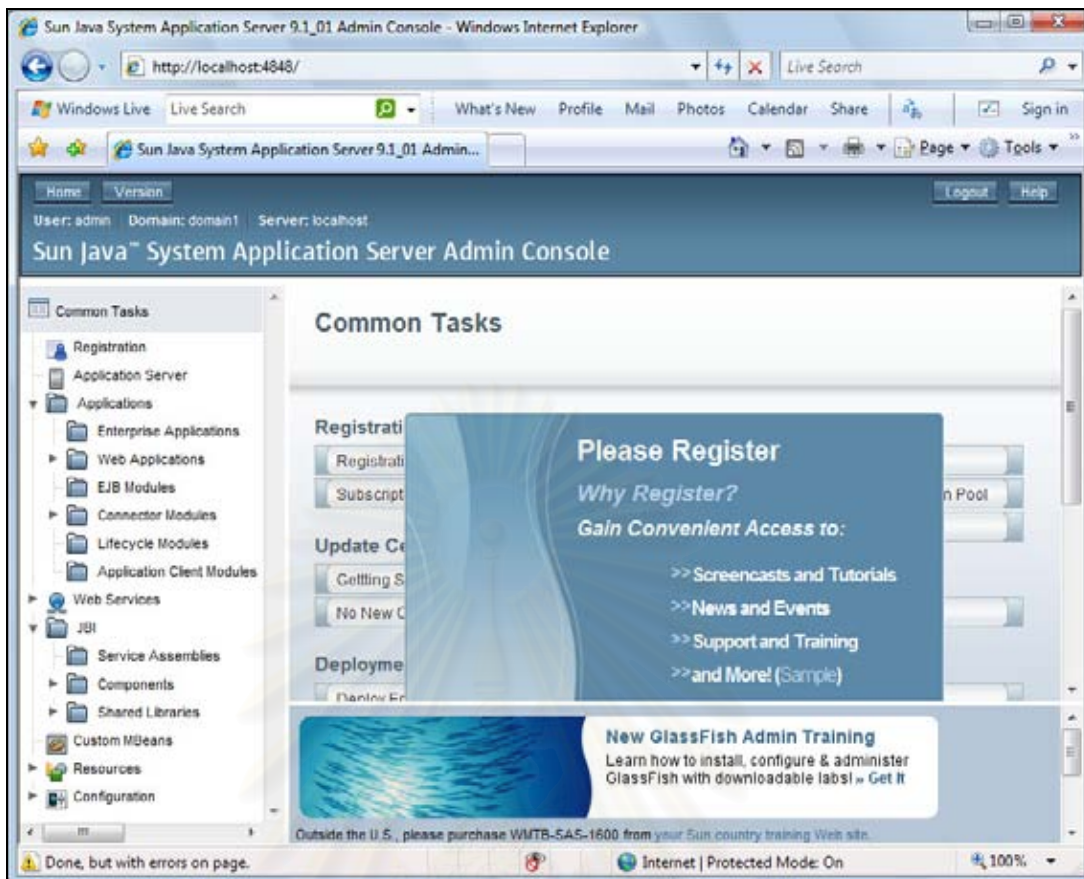 Sun Java System Application Server 9.1_01 Admin Console - Windows Internet Explorer
http://localhost:4848/
Live Search
Windows Live Live Search What's New Profile Mail Photos Calendar Share Sign in
Sun Java System Application Server 9.1_01 Admin... Page Tools
Home Version Logout Help
User: admin Domain: domain1 Server: localhost
Sun Java™ System Application Server Admin Console
Common Tasks
Registration
Application Server
Applications
Enterprise Applications
Web Applications
EJB Modules
Connector Modules
Lifecycle Modules
Application Client Modules
Web Services
JBI
Service Assemblies
Components
Shared Libraries
Custom MBeans
Resources
Configuration
Common Tasks
Registrati
Registrati
Subscript
n Pool
Update Ce
Gettting S
No New C
Deployme
Deploy En
Please Register
Why Register?
Gain Convenient Access to:
>>Screencasts and Tutorials
>>News and Events
>>Support and Training
>>and More! (Sample)
New GlassFish Admin Training
Learn how to install, configure & administer
GlassFish with downloadable labs! » Get It
Outside the U.S., please purchase WMTB-SAS-1600 from your Sun country training Web site.
Done, but with errors on page. Internet | Protected Mode: On 100%